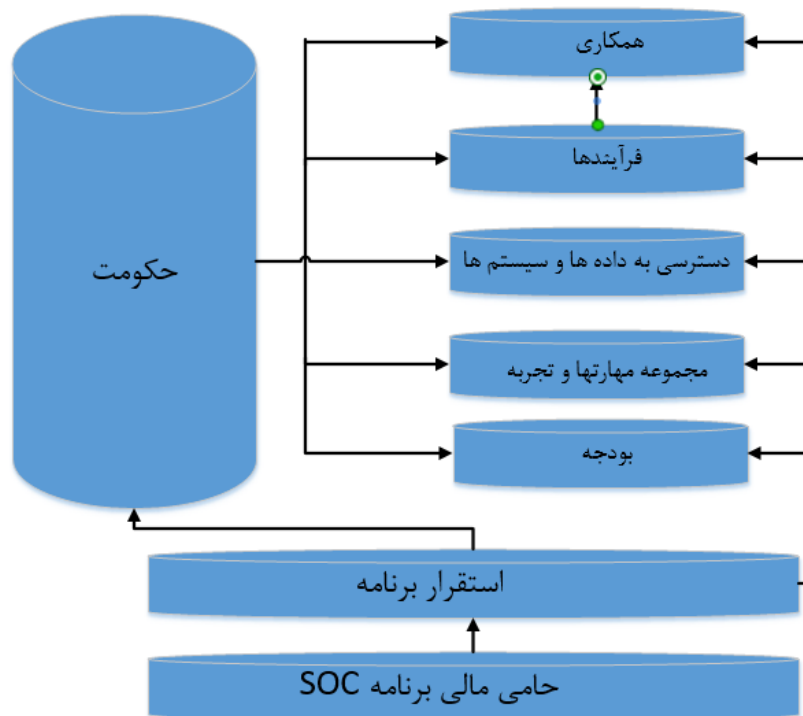 همکاری
فرآیندها
حکومت
دسترسی به داده ها و سیستم ها
مجموعه مهارتها و تجربه
بودجه
استقرار برنامه
حامی مالی برنامه SOC